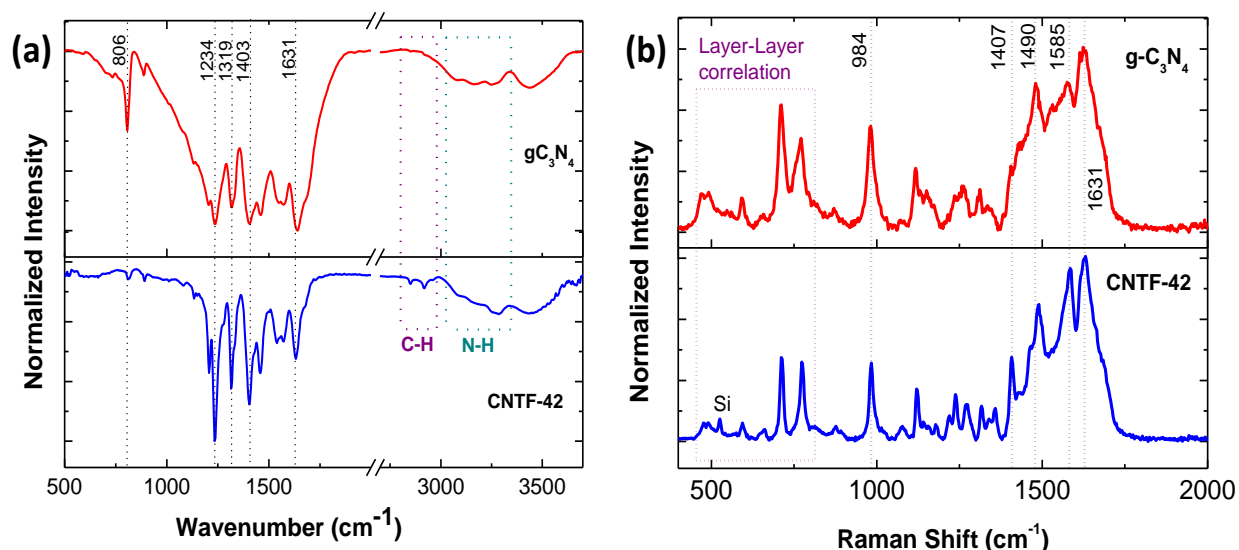 (a)
806
1234
1319
1403
1631
gC₃N₄
C-H
N-H
CNTF-42
Normalized Intensity
Normalized Intensity
500
1000
1500
3000
3500
Wavenumber (cm⁻¹)
(b)
Layer-Layer
correlation
984
1407
1490
1585
g-C₃N₄
1631
CNTF-42
Si
Normalized Intensity
500
1000
1500
2000
Raman Shift (cm⁻¹)